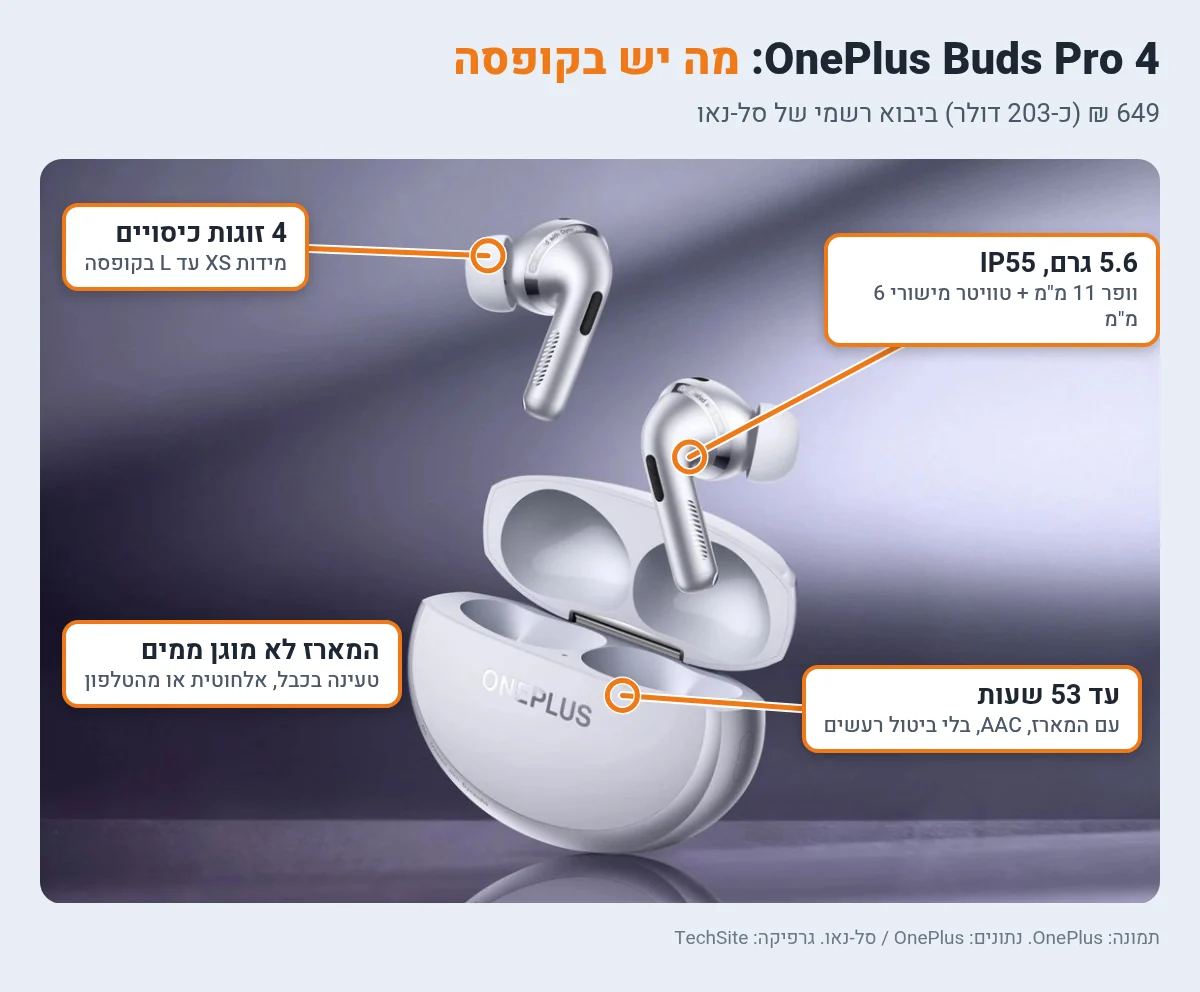 OnePlus Buds Pro 4: מה יש בקופסה
649 ₪ (כ-203 דולר) ביבוא רשמי של סל-נאו
4 זוגות כיסויים
מידות XS עד L בקופסה
5.6 גרם, IP55
וופר 11 מ"מ + טוויטר מישורי 6
מ"מ
המארז לא מוגן ממים
טעינה בכבל, אלחוטית או מהטלפון
ONEPLUS
עד 53 שעות
עם המארז, AAC, בלי ביטול רעשים
תמונה: OnePlus. נתונים: OnePlus / סל-נאו. גרפיקה: TechSite